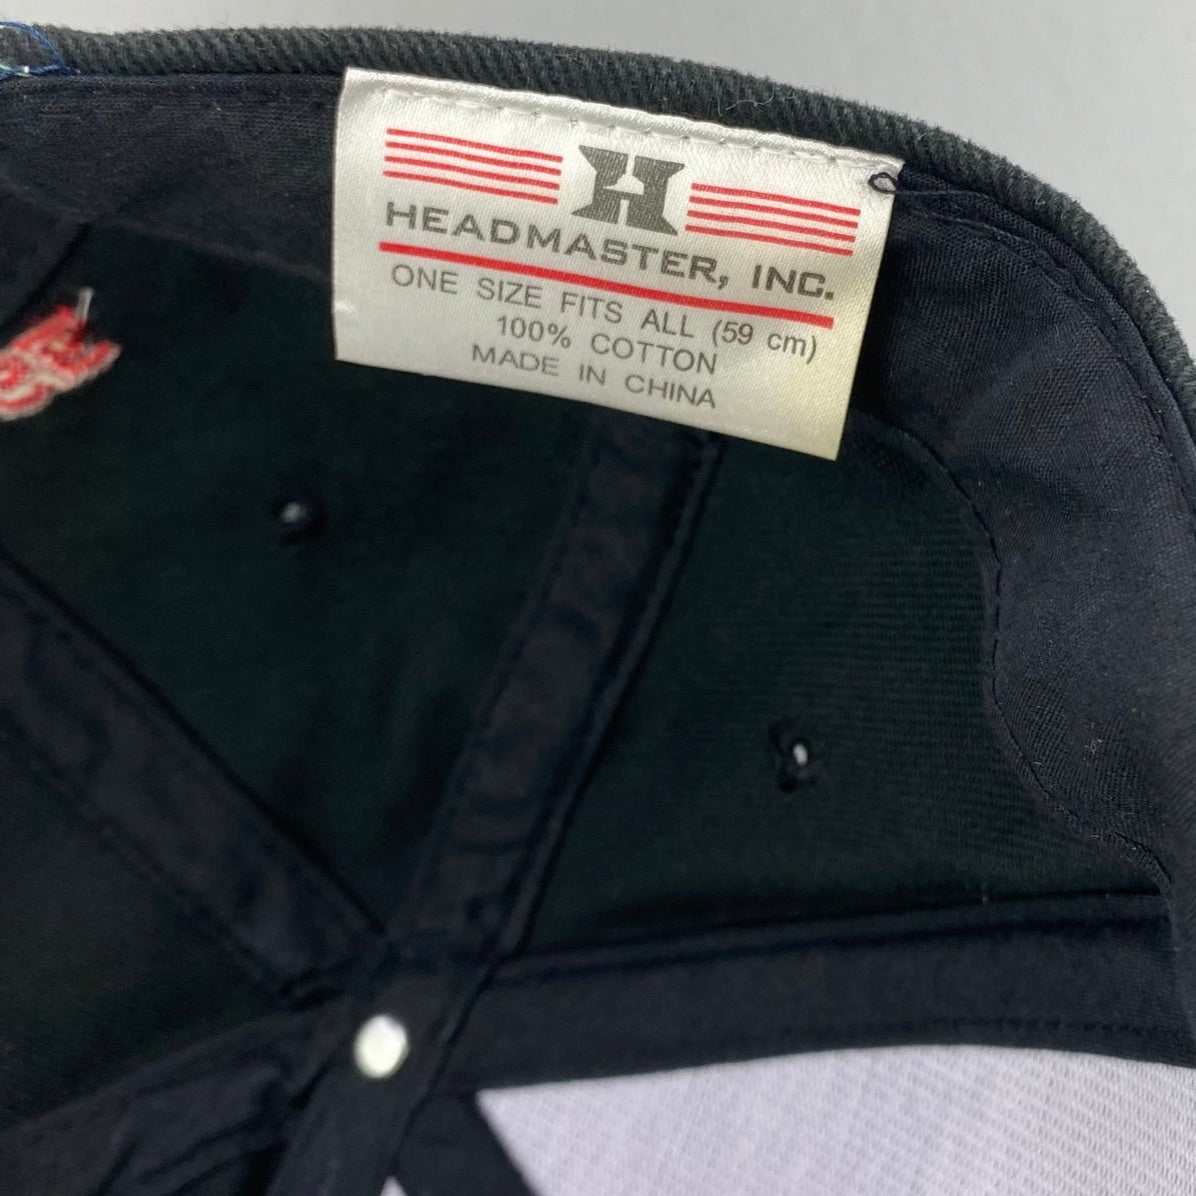 H
HEADMASTER, INC.
ONE SIZE FITS ALL (59 cm)
100% COTTON
MADE IN CHINA